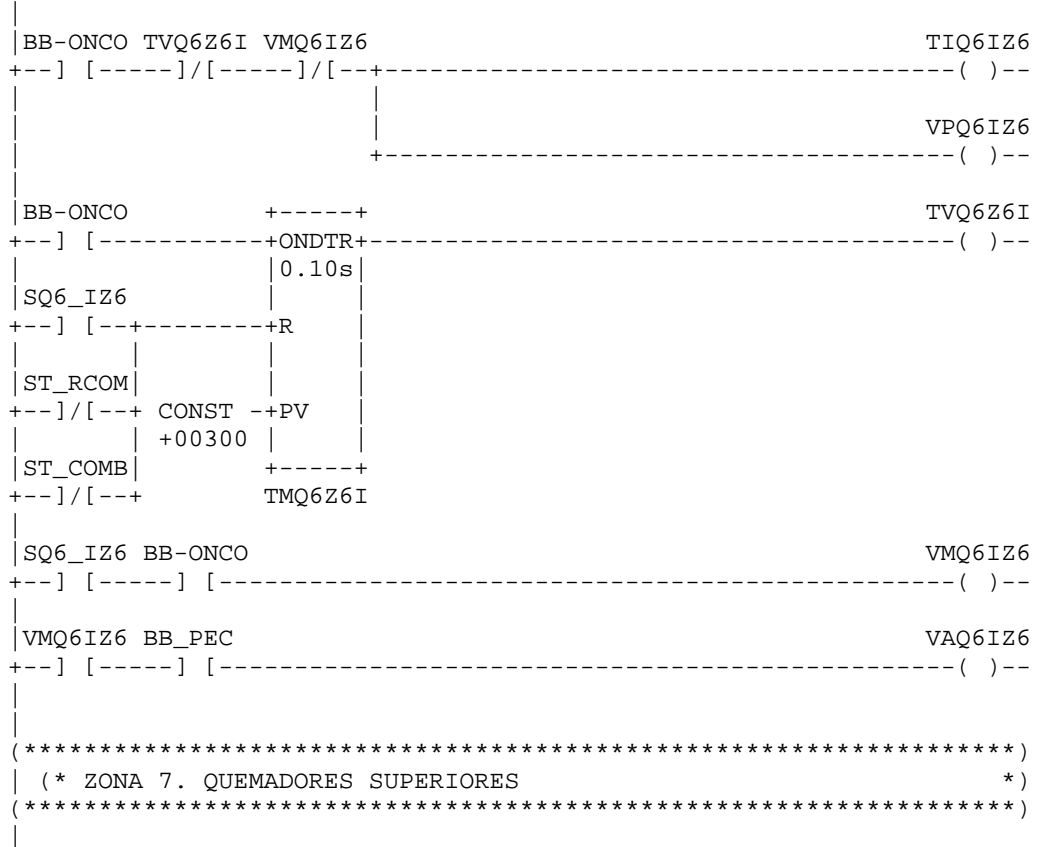 |
|BB-ONCO TVQ6Z6I VMQ6IZ6                                     TIQ6IZ6
+--] [-----]/[-----]/[--+--------------------------------------( )--
|                       |
|                       |                                    VPQ6IZ6
|                       +--------------------------------------( )--
|
|BB-ONCO         +-----+                                     TVQ6Z6I
+--] [-----------+ONDTR+---------------------------------------( )--
|                |0.10s|
|SQ6_IZ6         |     |
+--] [--+--------+R    |
|       |        |     |
|ST_RCOM|        |     |
+--]/[--+ CONST -+PV   |
|       | +00300 |     |
|ST_COMB|        +-----+
+--]/[--+        TMQ6Z6I
|
|SQ6_IZ6 BB-ONCO                                             VMQ6IZ6
+--] [-----] [-------------------------------------------------( )--
|
|VMQ6IZ6 BB_PEC                                              VAQ6IZ6
+--] [-----] [-------------------------------------------------( )--
|
|
(******************************************************************)
| (* ZONA 7. QUEMADORES SUPERIORES                                *)
(******************************************************************)
|